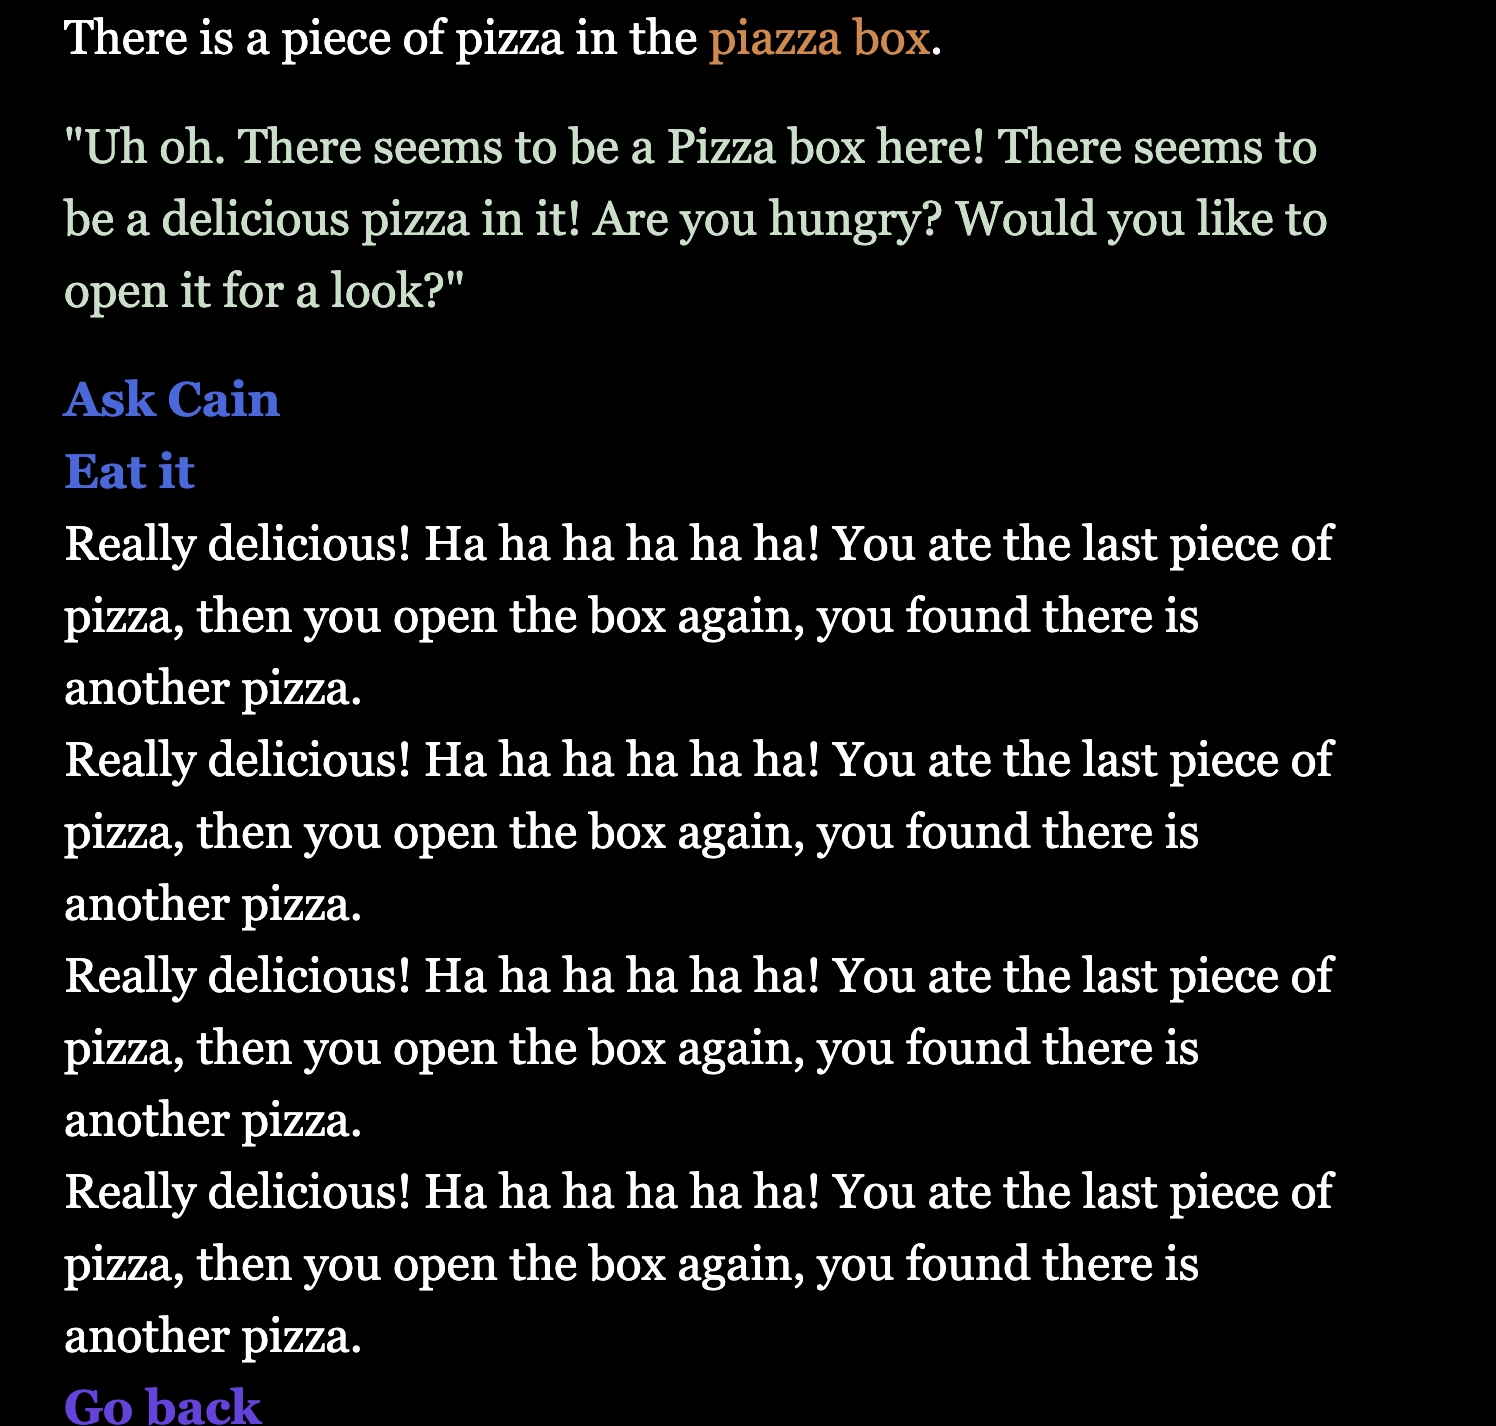 There is a piece of pizza in the piazza box.
"Uh oh. There seems to be a Pizza box here! There seems to
be a delicious pizza in it! Are you hungry? Would you like to
open it for a look?"
Ask Cain
Eat it
Really delicious! Ha ha ha ha ha ha! You ate the last piece of
pizza, then you open the box again, you found there is
another pizza.
Really delicious! Ha ha ha ha ha ha! You ate the last piece of
pizza, then you open the box again, you found there is
another pizza.
Really delicious! Ha ha ha ha ha ha! You ate the last piece of
pizza, then you open the box again, you found there is
another pizza.
Really delicious! Ha ha ha ha ha ha! You ate the last piece of
pizza, then you open the box again, you found there is
another pizza.
Go back